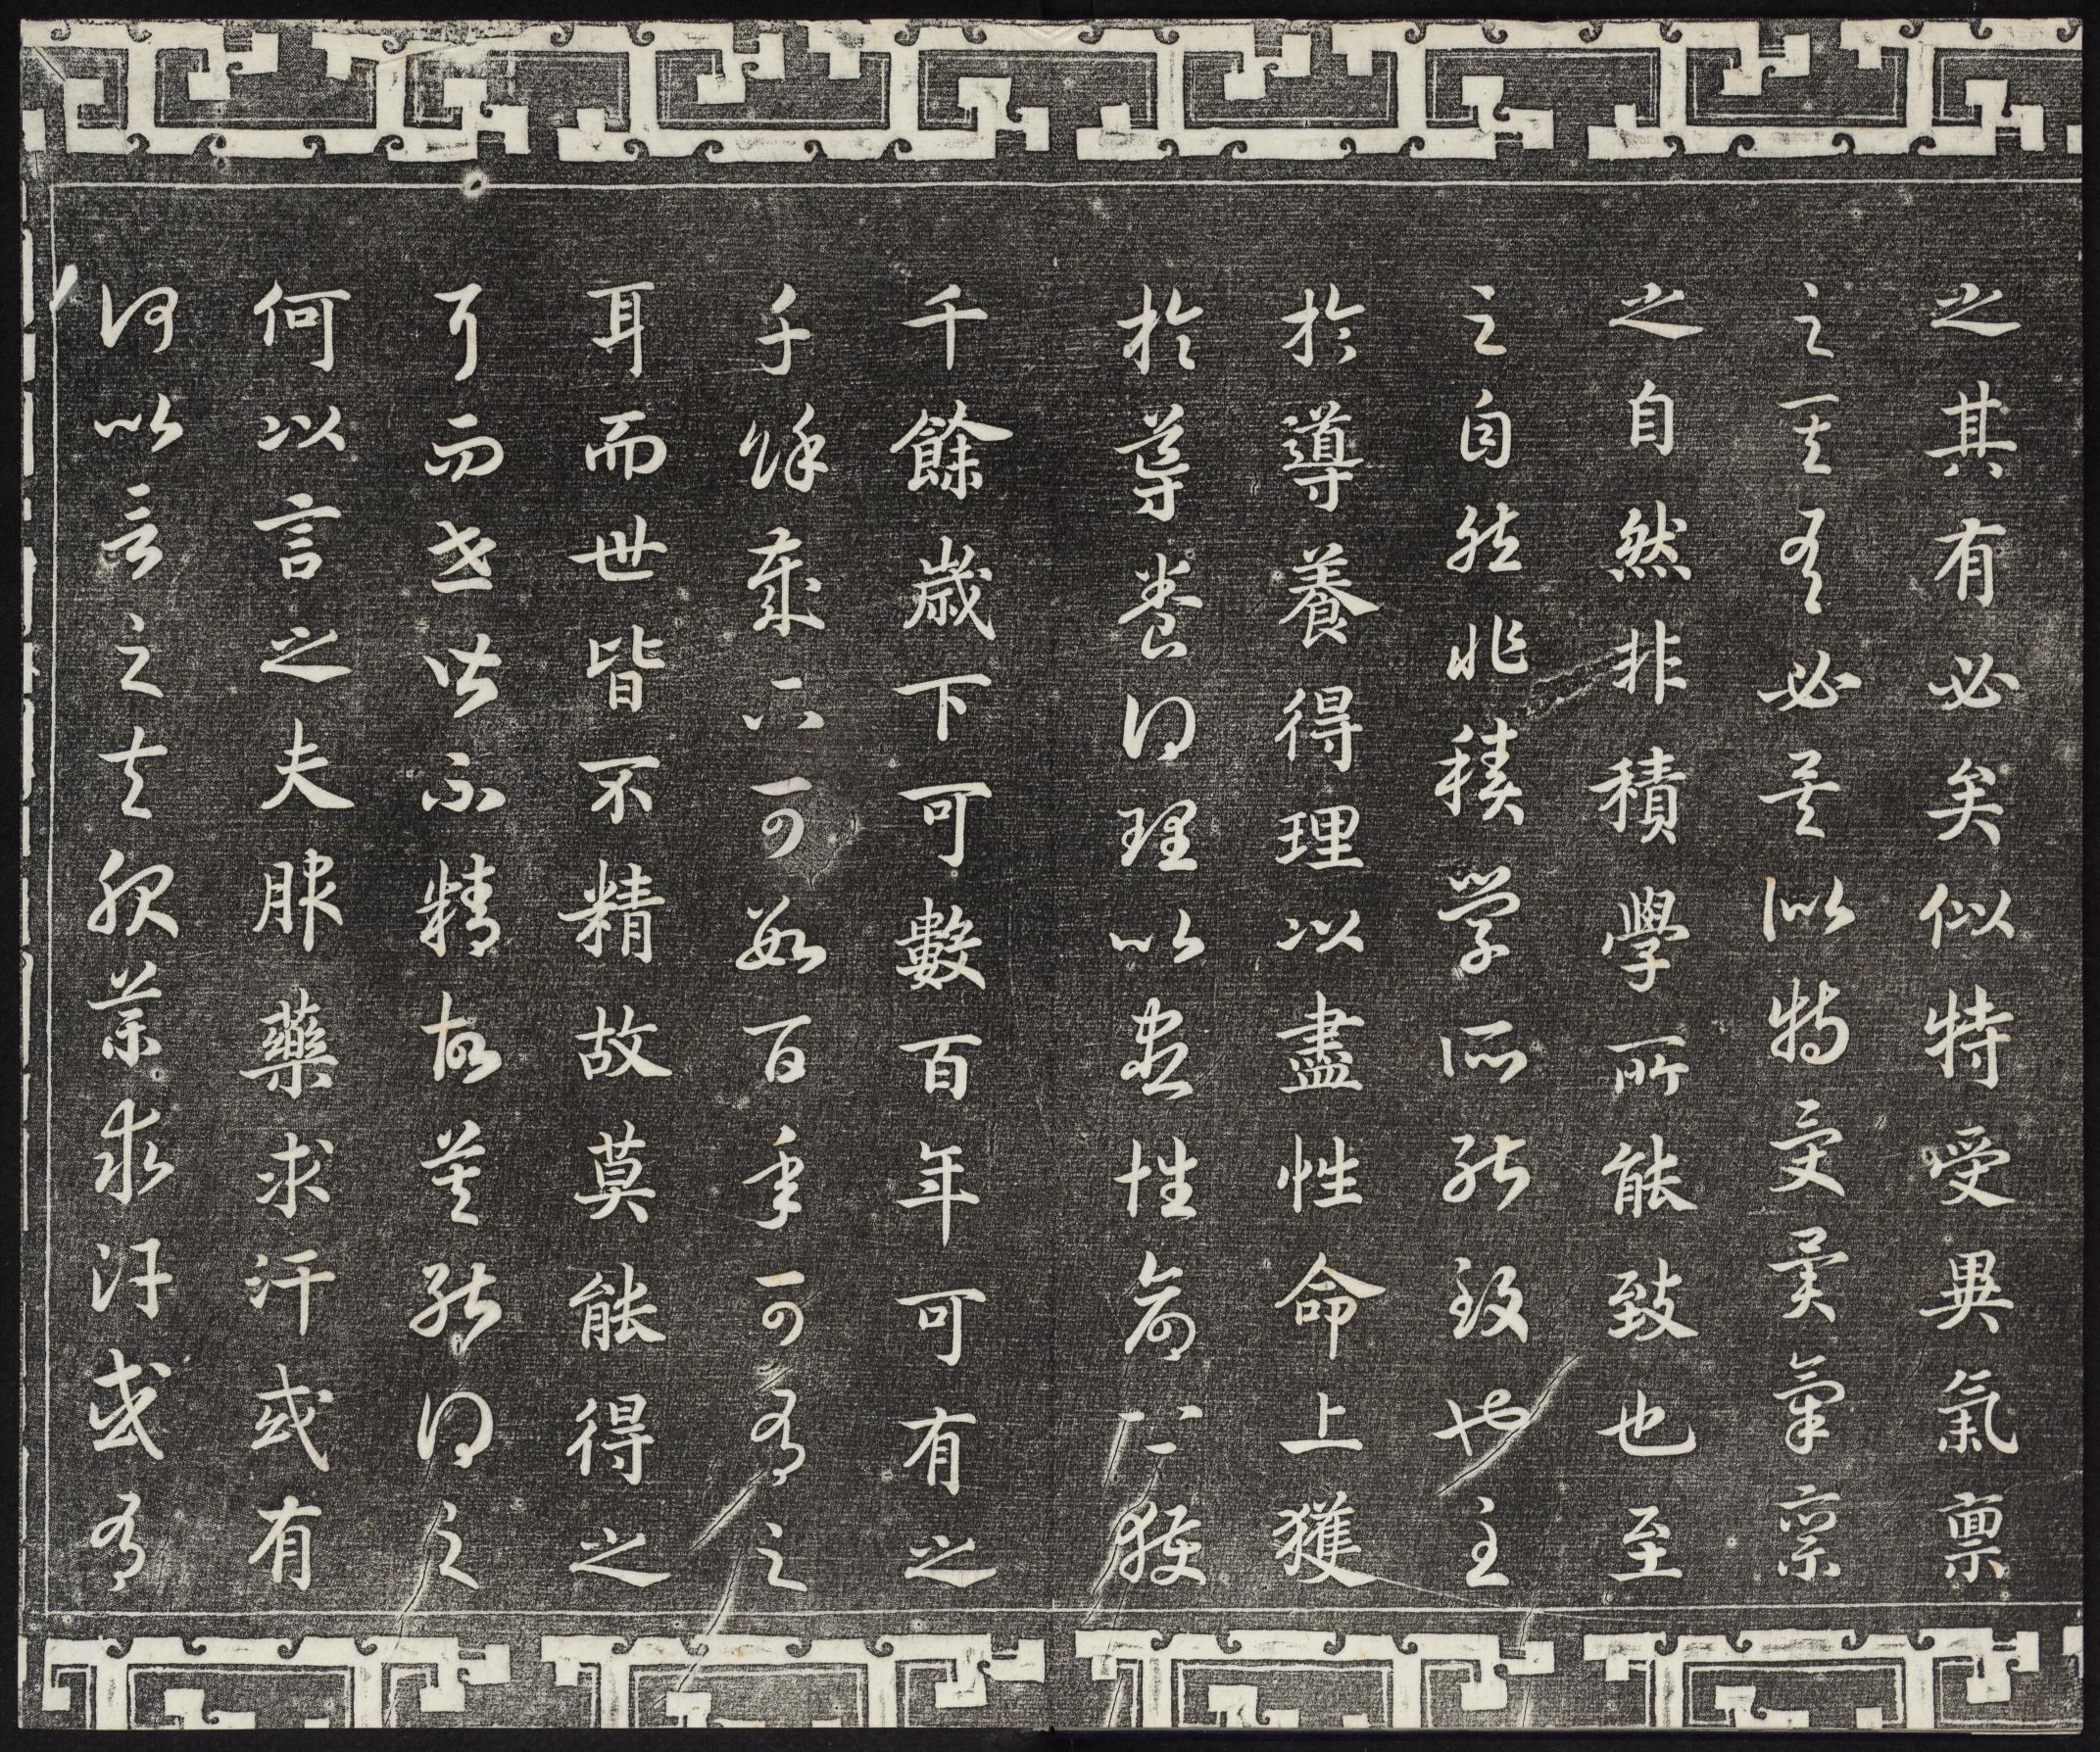 之其有必矣似特受異氣禀
之其有必矣似特受異氣禀
之自然非積學所能致也至
之自然非積學所能致也至
於導養得理以盡性命上獲
於導養得理以盡性命上獲
千餘歲下可數百年可有之
千餘歲下可數百年可有之
耳而世皆不精故莫能得之
耳而世皆不精故莫能得之
何以言之夫服藥求汗或有
何以言之夫服藥求汗或有